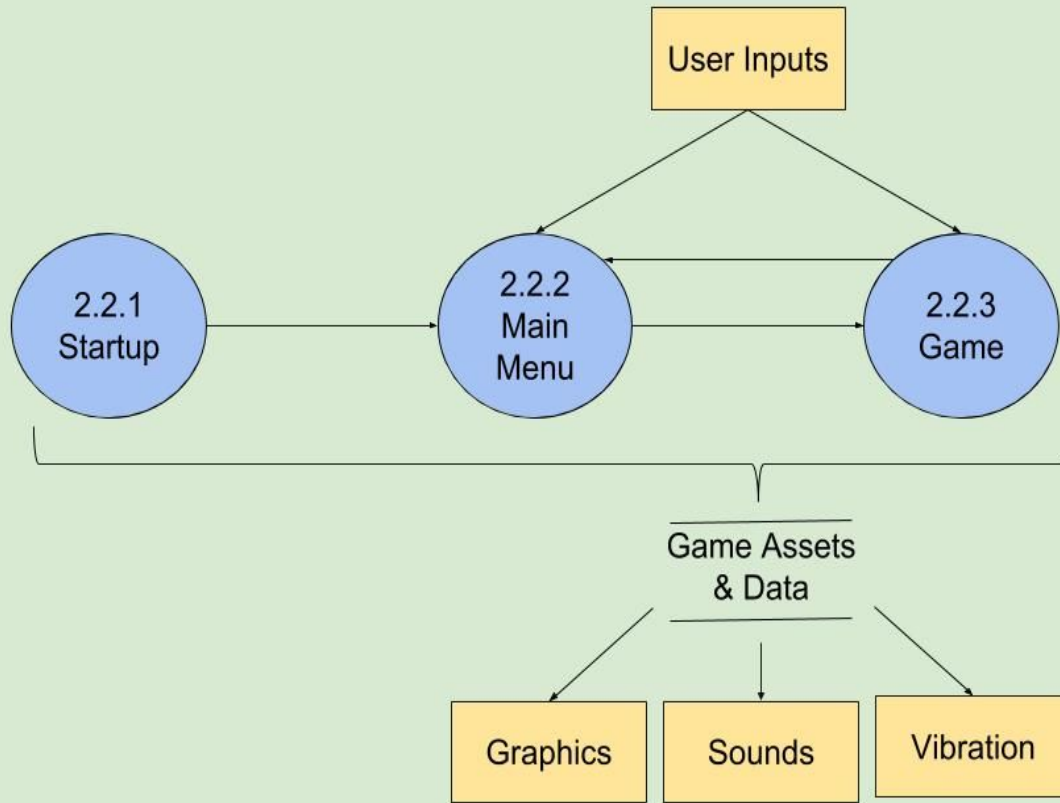 User Inputs
2.2.1
Startup
2.2.2
Main
Menu
2.2.3
Game
Game Assets
& Data
Graphics
Sounds
Vibration